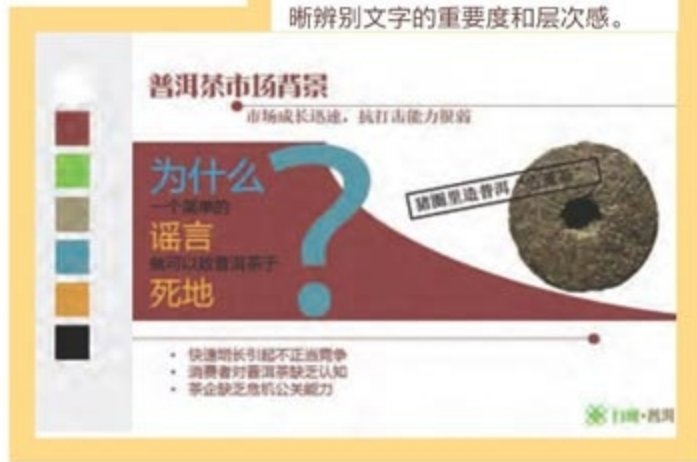 晰辨别文字的重要度和层次感。
普洱茶市场背景
市场成长迅速，抗打击能力很弱
为什么
一个简单的
谣言
就可以致普洱茶于
死地
?
猪圈里造普洱
快速增长引起不正当竞争
消费者对普洱茶缺乏认知
茶企缺乏危机公关能力
普洱